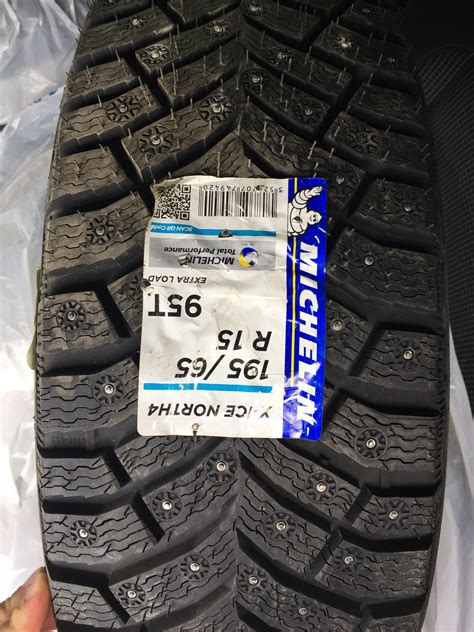 MICHELIN
X-ICE NORTH4
195/65
R 15
95T
EXTRA LOAD
MICHELIN
Total Performance